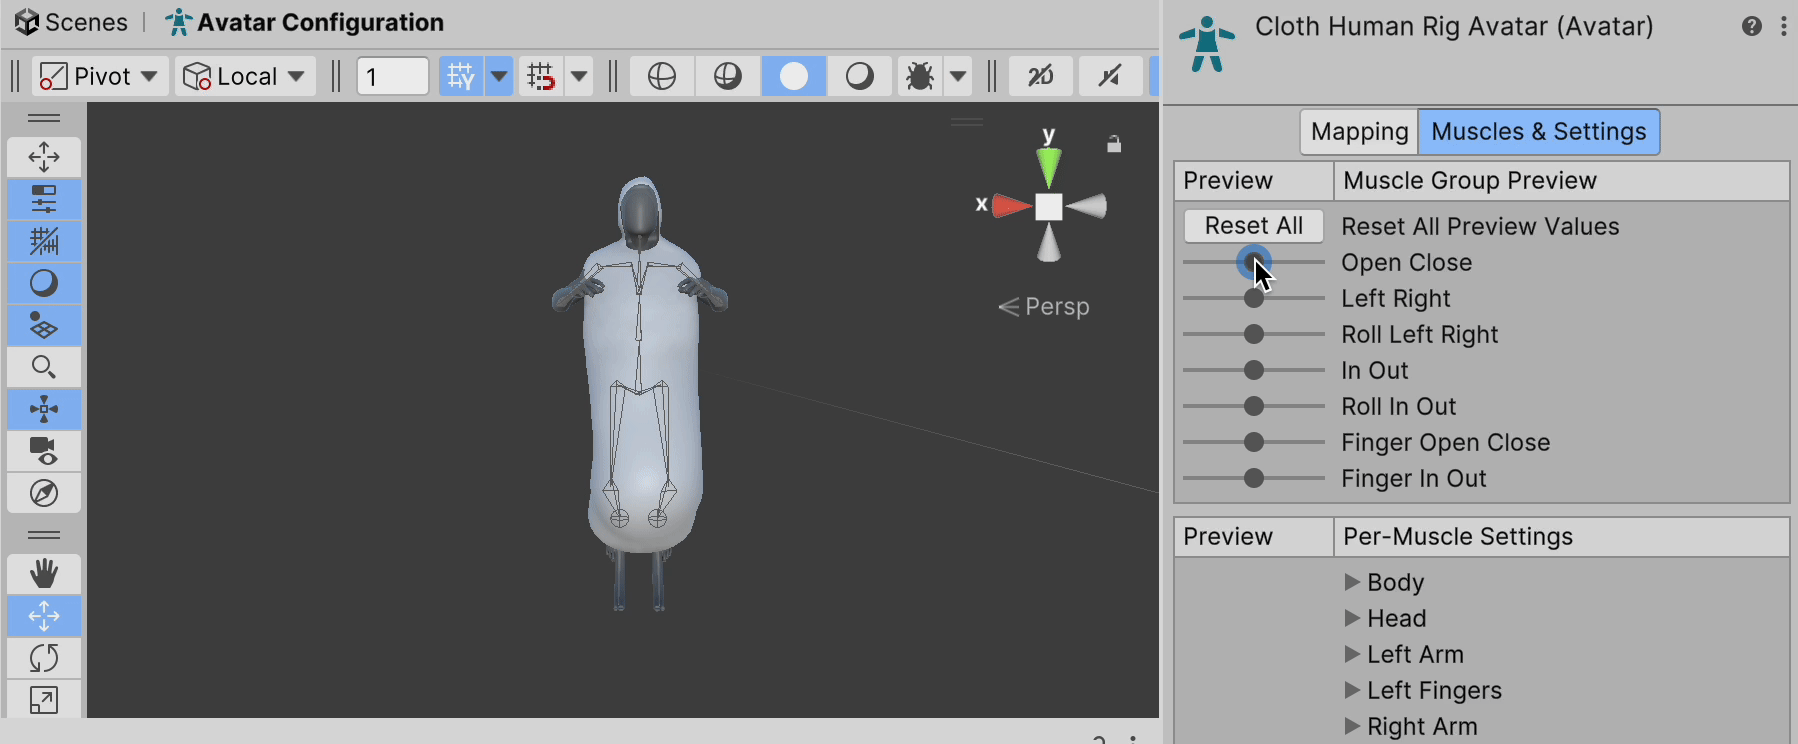 Scenes
Avatar Configuration
Pivot
Local
1
2D
y
x
Persp
Cloth Human Rig Avatar (Avatar)
Mapping
Muscles & Settings
Preview
Muscle Group Preview
Reset All
Reset All Preview Values
Open Close
Left Right
Roll Left Right
In Out
Roll In Out
Finger Open Close
Finger In Out
Preview
Per-Muscle Settings
Body
Head
Left Arm
Left Fingers
Right Arm